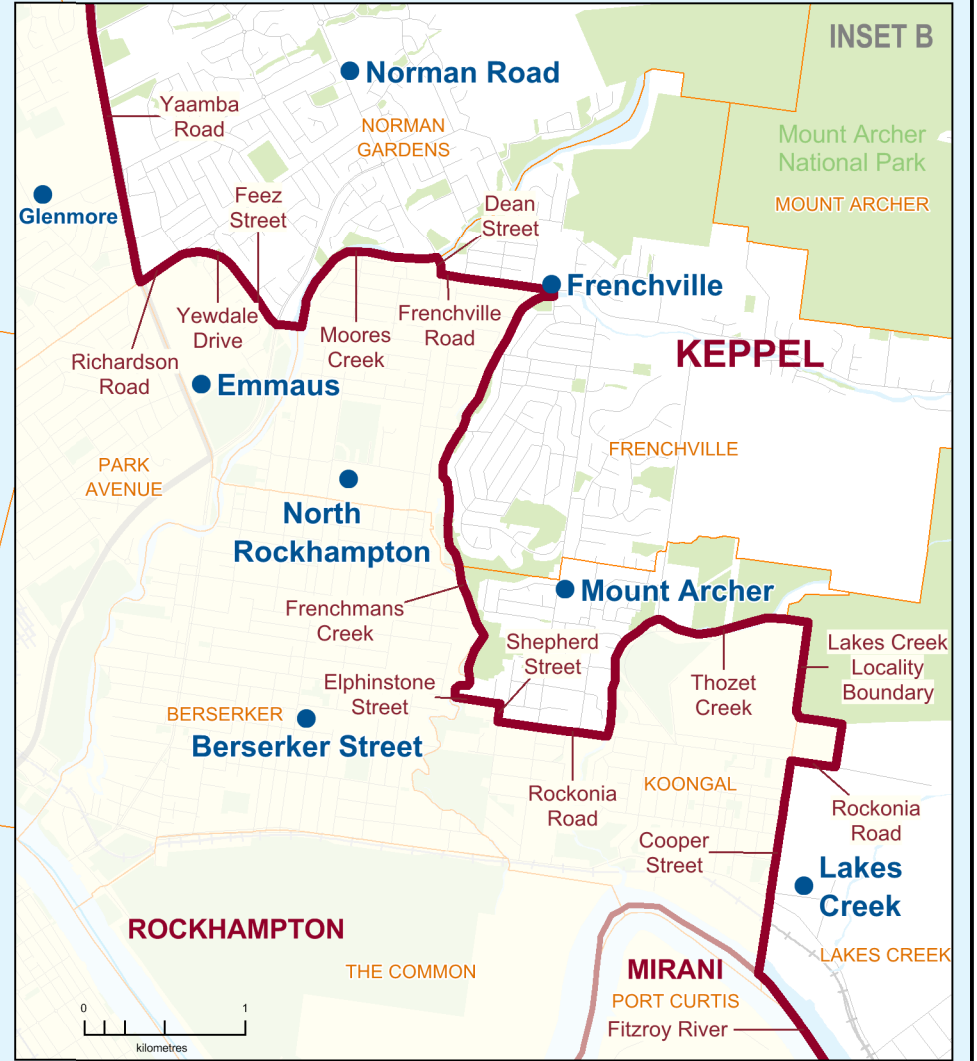 INSET B
Norman Road
Yaamba
Road
NORMAN
GARDENS
Mount Archer
National Park
MOUNT ARCHER
Glenmore
Feez
Street
Dean
Street
Frenchville
Yewdale
Drive
Moores
Creek
Frenchville
Road
Richardson
Road
KEPPEL
Emmaus
PARK
AVENUE
FRENCHVILLE
North
Rockhampton
Mount Archer
Frenchmans
Creek
Shepherd
Street
Lakes Creek
Locality
Boundary
Elphinstone
Street
Thozet
Creek
BERSERKER
Berserker Street
Rockonia
Road
KOONGAL
Rockonia
Road
Cooper
Street
Lakes
Creek
ROCKHAMPTON
THE COMMON
MIRANI
LAKES CREEK
PORT CURTIS
Fitzroy River
0 1
kilometres